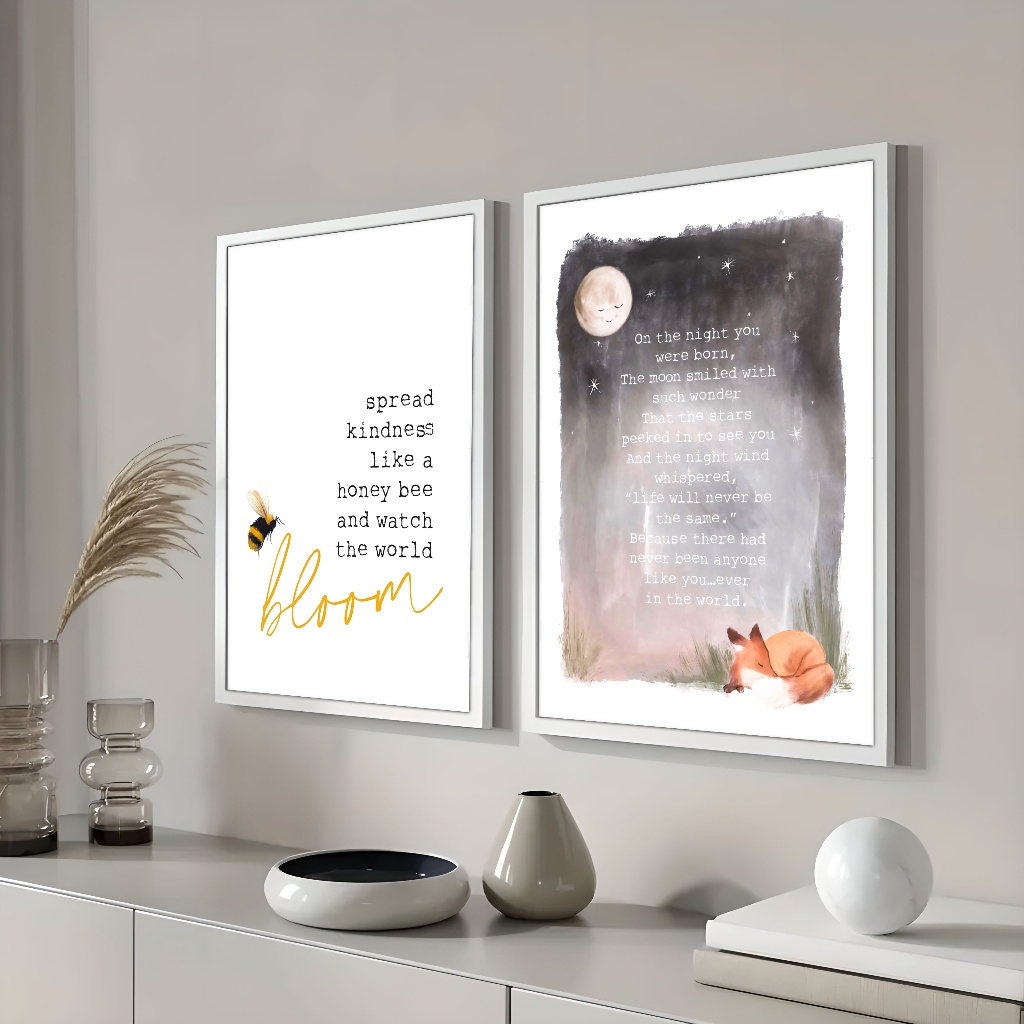 spread
kindness
like a
honey bee
and watch
the world
bloom
On the night you
were born,
The moon smiled with
such wonder
That the stars
peeked in to see you
And the night wind
whispered,
“life will never be
the same.”
Because there had
never been anyone
like you...ever
in the world.